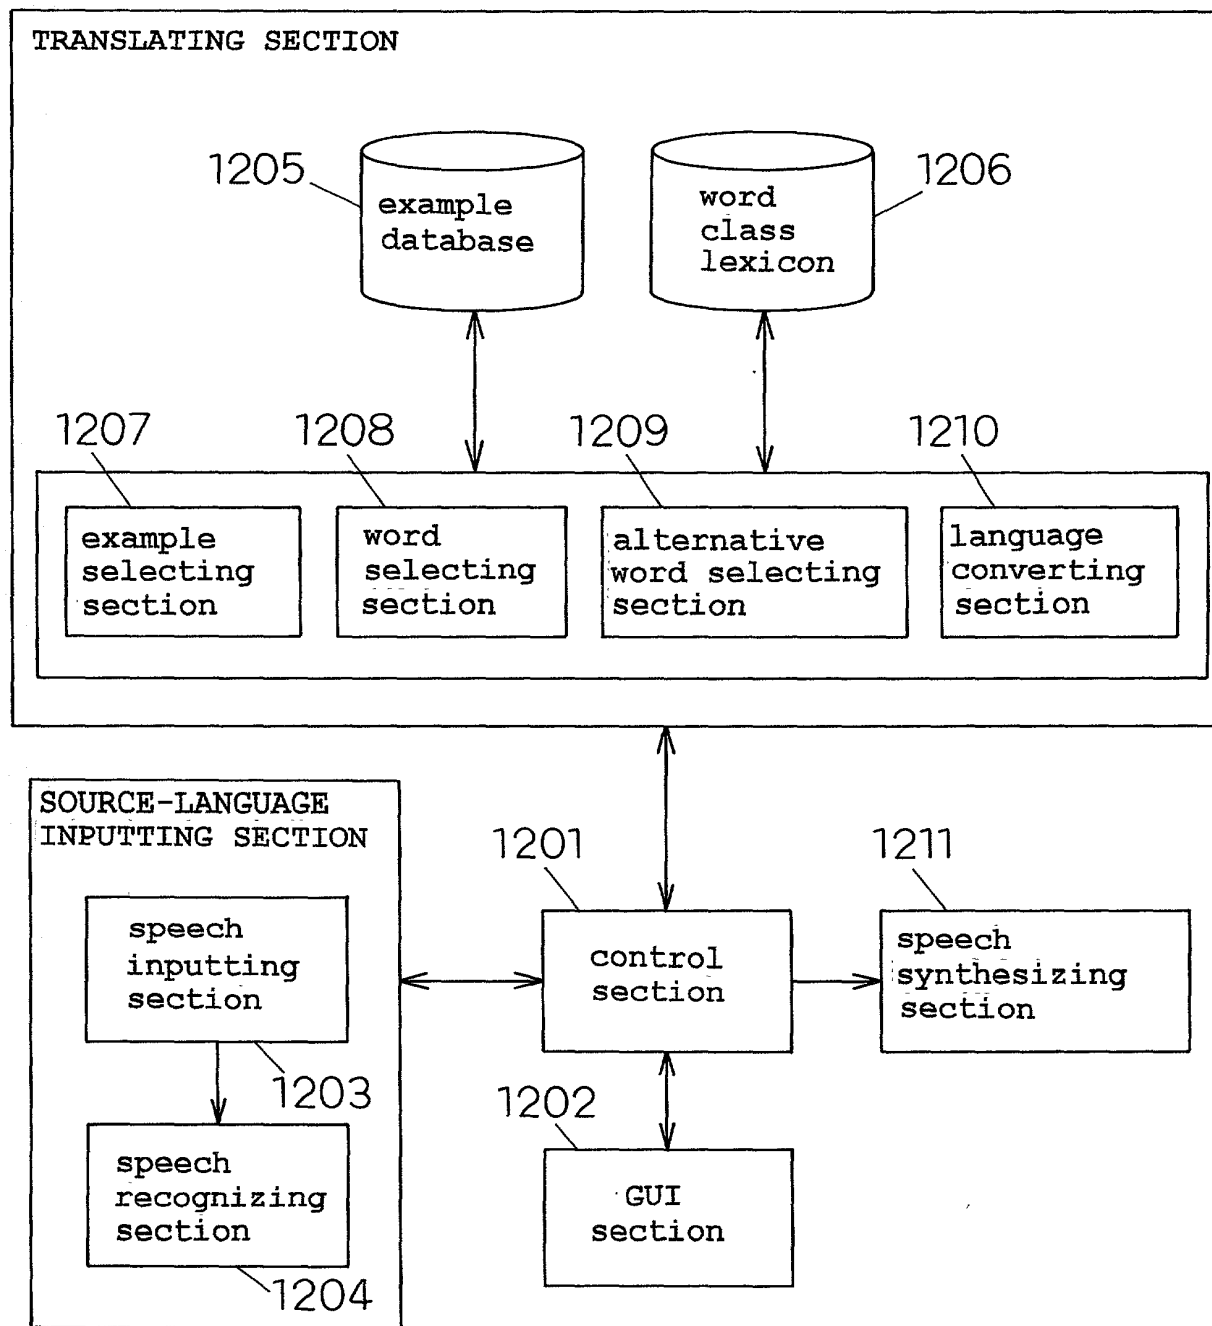 TRANSLATING SECTION
1205
example
database
1206
word
class
lexicon
1207
example
selecting
section
1208
word
selecting
section
1209
alternative
word selecting
section
1210
language
converting
section
SOURCE-LANGUAGE
INPUTTING SECTION
speech
inputting
section
1203
speech
recognizing
section
1204
1201
control
section
1211
speech
synthesizing
section
1202
GUI
section